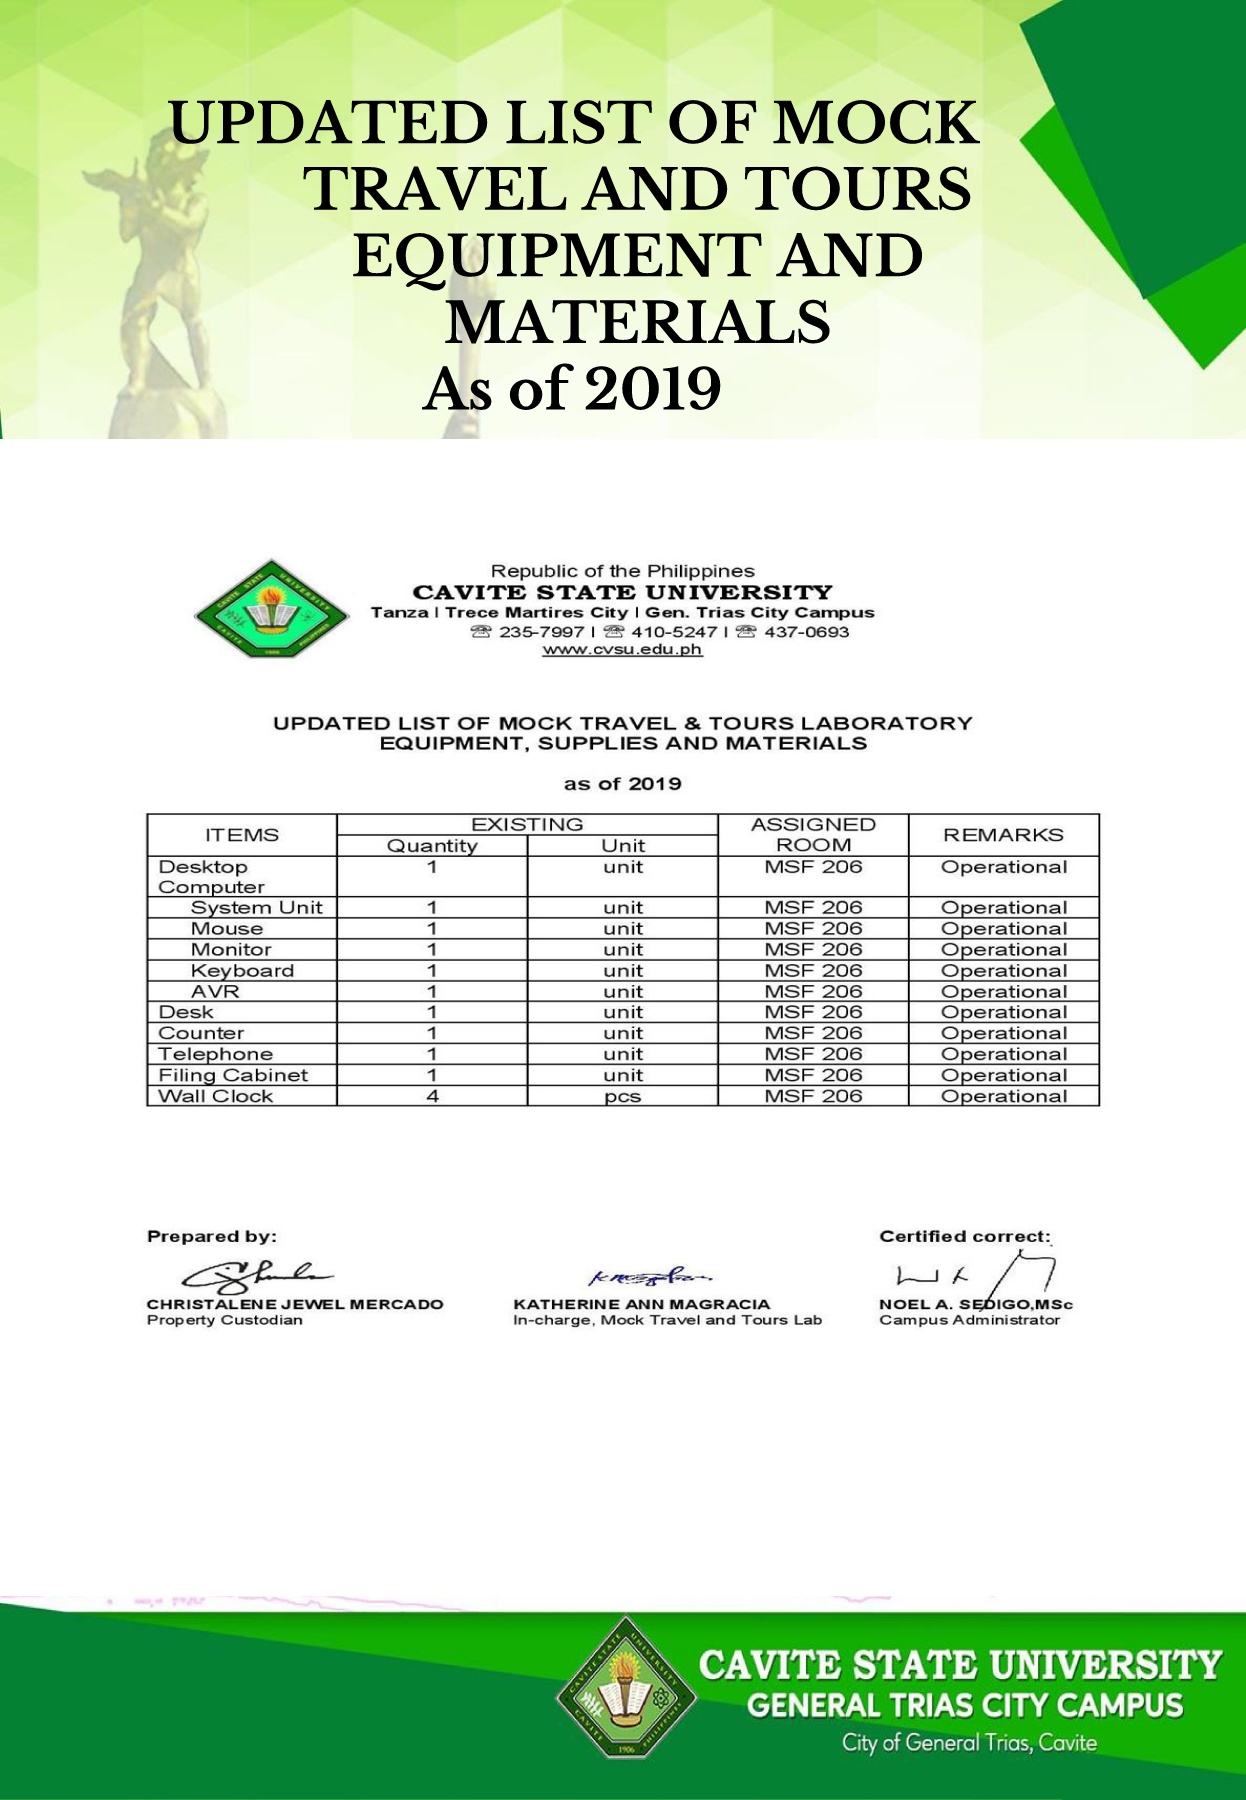 UPDATED LIST OF MOCK
TRAVEL AND TOURS
EQUIPMENT AND
MATERIALS
As of 2019
Republic of the Philippines
CAVITE STATE UNIVERSITY
Tanza | Trece Martires City | Gen. Trias City Campus
☏ 235-7997 | ☏ 410-5247 | ☏ 437-0693
www.cvsu.edu.ph
UPDATED LIST OF MOCK TRAVEL & TOURS LABORATORY
EQUIPMENT, SUPPLIES AND MATERIALS
as of 2019
ITEMS EXISTING ASSIGNED ROOM REMARKS
Quantity Unit
Desktop Computer 1 unit MSF 206 Operational
System Unit 1 unit MSF 206 Operational
Mouse 1 unit MSF 206 Operational
Monitor 1 unit MSF 206 Operational
Keyboard 1 unit MSF 206 Operational
AVR 1 unit MSF 206 Operational
Desk 1 unit MSF 206 Operational
Counter 1 unit MSF 206 Operational
Telephone 1 unit MSF 206 Operational
Filing Cabinet 1 unit MSF 206 Operational
Wall Clock 4 pcs MSF 206 Operational
Prepared by: Certified correct:
CHRISTALENE JEWEL MERCADO KATHERINE ANN MAGRACIA NOEL A. SEDIGO,MSc
Property Custodian In-charge, Mock Travel and Tours Lab Campus Administrator
CAVITE STATE UNIVERSITY
GENERAL TRIAS CITY CAMPUS
City of General Trias, Cavite
CAVITE STATE UNIVERSITY
CAVITE PHILIPPINES
1906